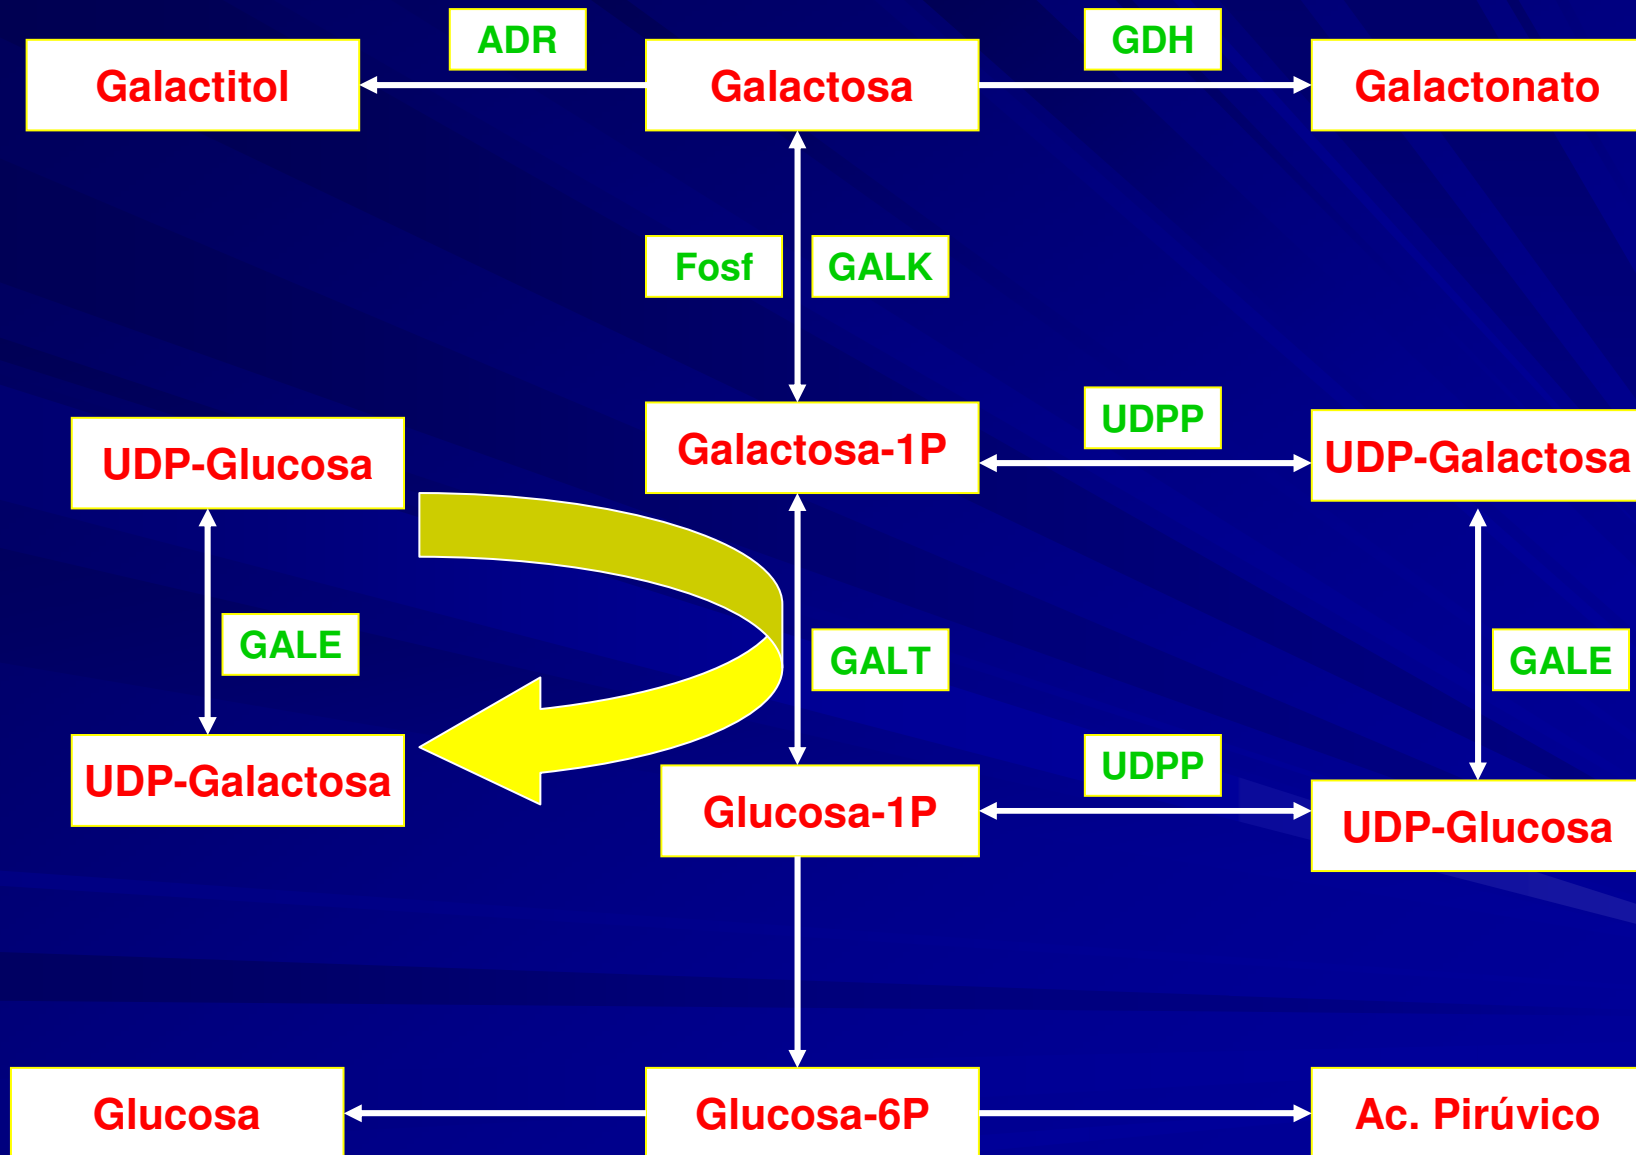 ADR
GDH
Galactitol
Galactosa
Galactonato
Fosf
GALK
UDPP
UDP-Glucosa
Galactosa-1P
UDP-Galactosa
GALE
GALT
GALE
UDPP
UDP-Galactosa
Glucosa-1P
UDP-Glucosa
Glucosa
Glucosa-6P
Ac. Pirúvico